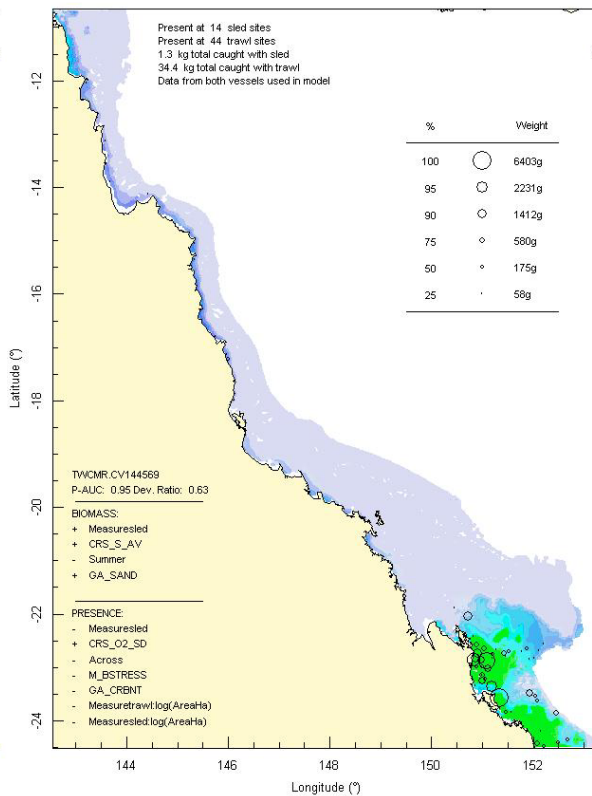 Present at 14 sled sites
Present at 44 trawl sites
1.3 kg total caught with sled
34.4 kg total caught with trawl
Data from both vessels used in model
% Weight
100 6403g
95 2231g
90 1412g
75 580g
50 175g
25 58g
TWCMR.CV144569
P-AUC: 0.95 Dev. Ratio: 0.63
BIOMASS:
+ Measuresled
+ CRS_S_AV
- Summer
+ GA_SAND
PRESENCE:
- Measuresled
+ CRS_O2_SD
- Across
- M_BSTRESS
- GA_CRBNT
- Measuretrawl:log(AreaHa)
- Measuresled:log(AreaHa)
Latitude (°)
-12
-14
-16
-18
-20
-22
-24
144 146 148 150 152
Longitude (°)